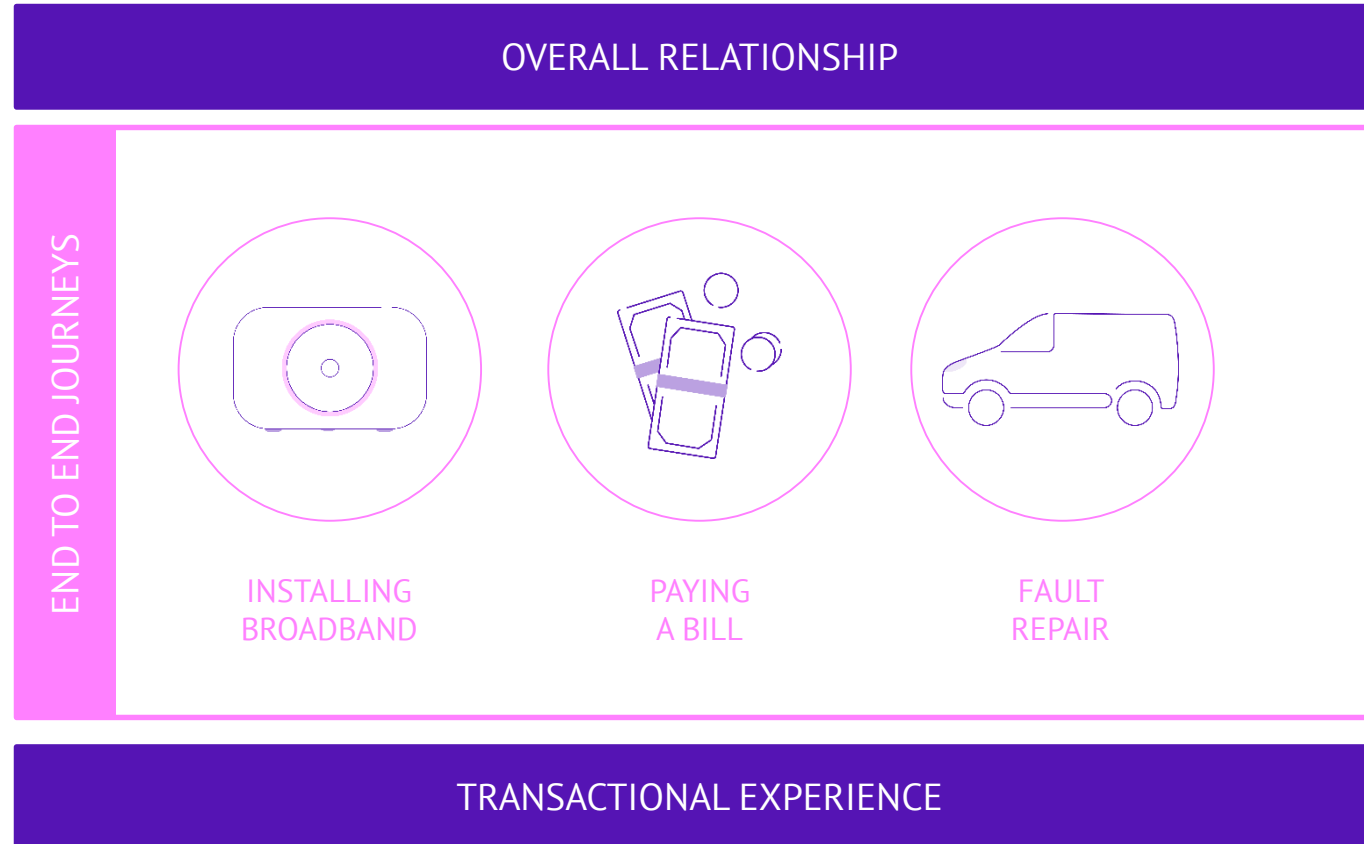 OVERALL RELATIONSHIP
END TO END JOURNEYS
INSTALLING
BROADBAND
PAYING
A BILL
FAULT
REPAIR
TRANSACTIONAL EXPERIENCE